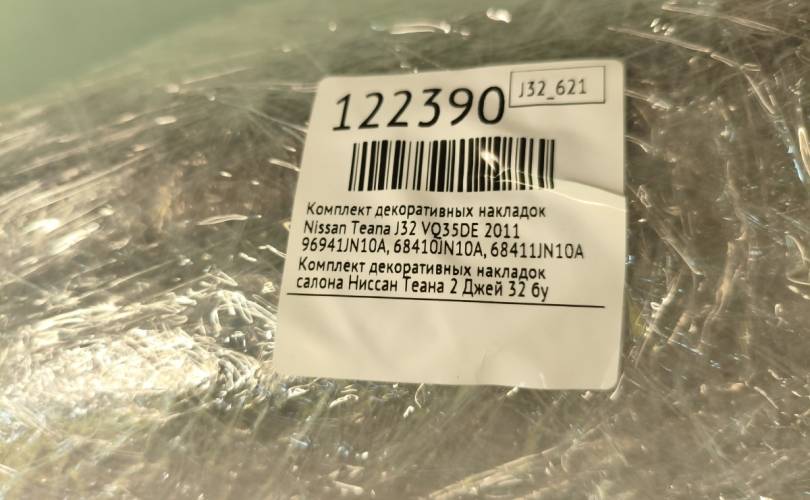 122390
J32_621
Комплект декоративных накладок
Nissan Teana J32 VQ35DE 2011
96941JN10A, 68410JN10A, 68411JN10A
Комплект декоративных накладок
салона Ниссан Теана 2 Джей 32 бу